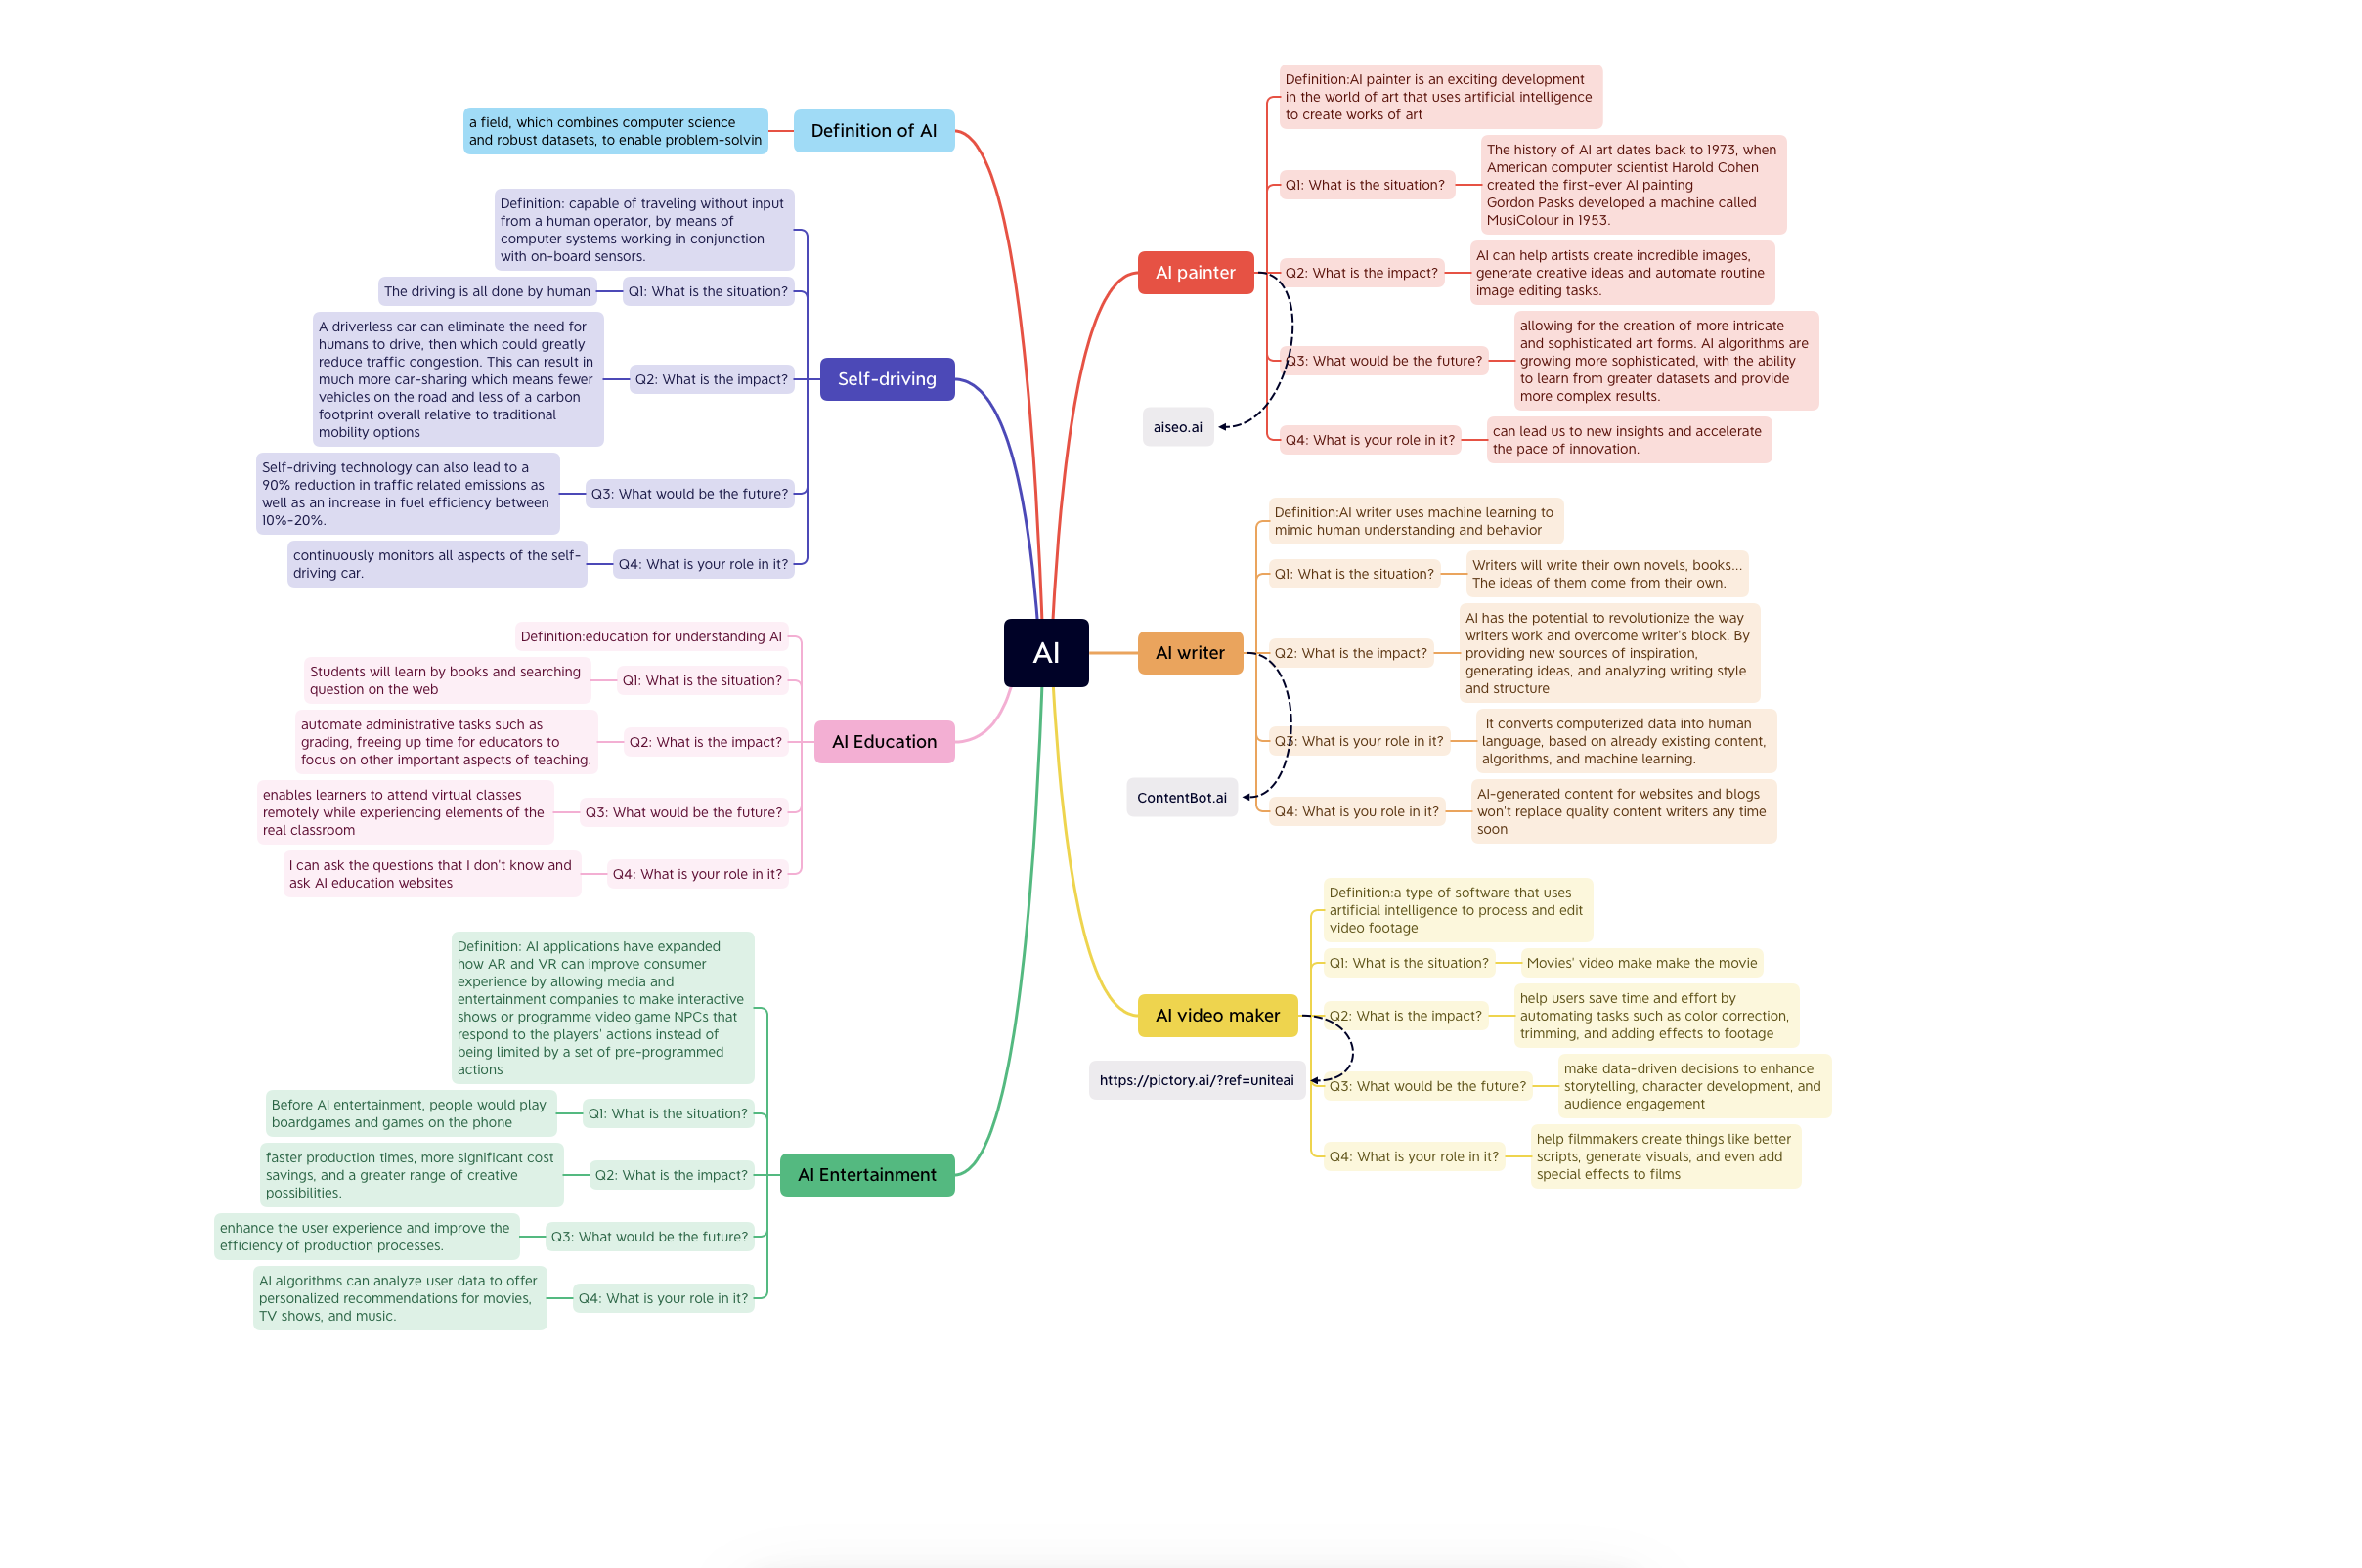 AI
Definition of AI
a field, which combines computer science
and robust datasets, to enable problem-solvin
Self-driving
Definition: capable of traveling without input
from a human operator, by means of
computer systems working in conjunction
with on-board sensors.
Q1: What is the situation?
The driving is all done by human
Q2: What is the impact?
A driverless car can eliminate the need for
humans to drive, then which could greatly
reduce traffic congestion. This can result in
much more car-sharing which means fewer
vehicles on the road and less of a carbon
footprint overall relative to traditional
mobility options
Q3: What would be the future?
Self-driving technology can also lead to a
90% reduction in traffic related emissions as
well as an increase in fuel efficiency between
10%-20%.
Q4: What is your role in it?
continuously monitors all aspects of the self-
driving car.
AI Education
Definition:education for understanding AI
Q1: What is the situation?
Students will learn by books and searching
question on the web
Q2: What is the impact?
automate administrative tasks such as
grading, freeing up time for educators to
focus on other important aspects of teaching.
Q3: What would be the future?
enables learners to attend virtual classes
remotely while experiencing elements of the
real classroom
Q4: What is your role in it?
I can ask the questions that I don't know and
ask AI education websites
AI Entertainment
Definition: AI applications have expanded
how AR and VR can improve consumer
experience by allowing media and
entertainment companies to make interactive
shows or programme video game NPCs that
respond to the players' actions instead of
being limited by a set of pre-programmed
actions
Q1: What is the situation?
Before AI entertainment, people would play
boardgames and games on the phone
Q2: What is the impact?
faster production times, more significant cost
savings, and a greater range of creative
possibilities.
Q3: What would be the future?
enhance the user experience and improve the
efficiency of production processes.
Q4: What is your role in it?
AI algorithms can analyze user data to offer
personalized recommendations for movies,
TV shows, and music.
AI painter
Definition:AI painter is an exciting development
in the world of art that uses artificial intelligence
to create works of art
Q1: What is the situation?
The history of AI art dates back to 1973, when
American computer scientist Harold Cohen
created the first-ever AI painting
Gordon Pasks developed a machine called
MusiColour in 1953.
Q2: What is the impact?
AI can help artists create incredible images,
generate creative ideas and automate routine
image editing tasks.
Q3: What would be the future?
allowing for the creation of more intricate
and sophisticated art forms. AI algorithms are
growing more sophisticated, with the ability
to learn from greater datasets and provide
more complex results.
Q4: What is your role in it?
can lead us to new insights and accelerate
the pace of innovation.
aiseo.ai
AI writer
Definition:AI writer uses machine learning to
mimic human understanding and behavior
Q1: What is the situation?
Writers will write their own novels, books...
The ideas of them come from their own.
Q2: What is the impact?
AI has the potential to revolutionize the way
writers work and overcome writer's block. By
providing new sources of inspiration,
generating ideas, and analyzing writing style
and structure
Q3: What is your role in it?
It converts computerized data into human
language, based on already existing content,
algorithms, and machine learning.
Q4: What is you role in it?
AI-generated content for websites and blogs
won't replace quality content writers any time
soon
ContentBot.ai
AI video maker
Definition:a type of software that uses
artificial intelligence to process and edit
video footage
Q1: What is the situation?
Movies' video make make the movie
Q2: What is the impact?
help users save time and effort by
automating tasks such as color correction,
trimming, and adding effects to footage
Q3: What would be the future?
make data-driven decisions to enhance
storytelling, character development, and
audience engagement
Q4: What is your role in it?
help filmmakers create things like better
scripts, generate visuals, and even add
special effects to films
https://pictory.ai/?ref=uniteai